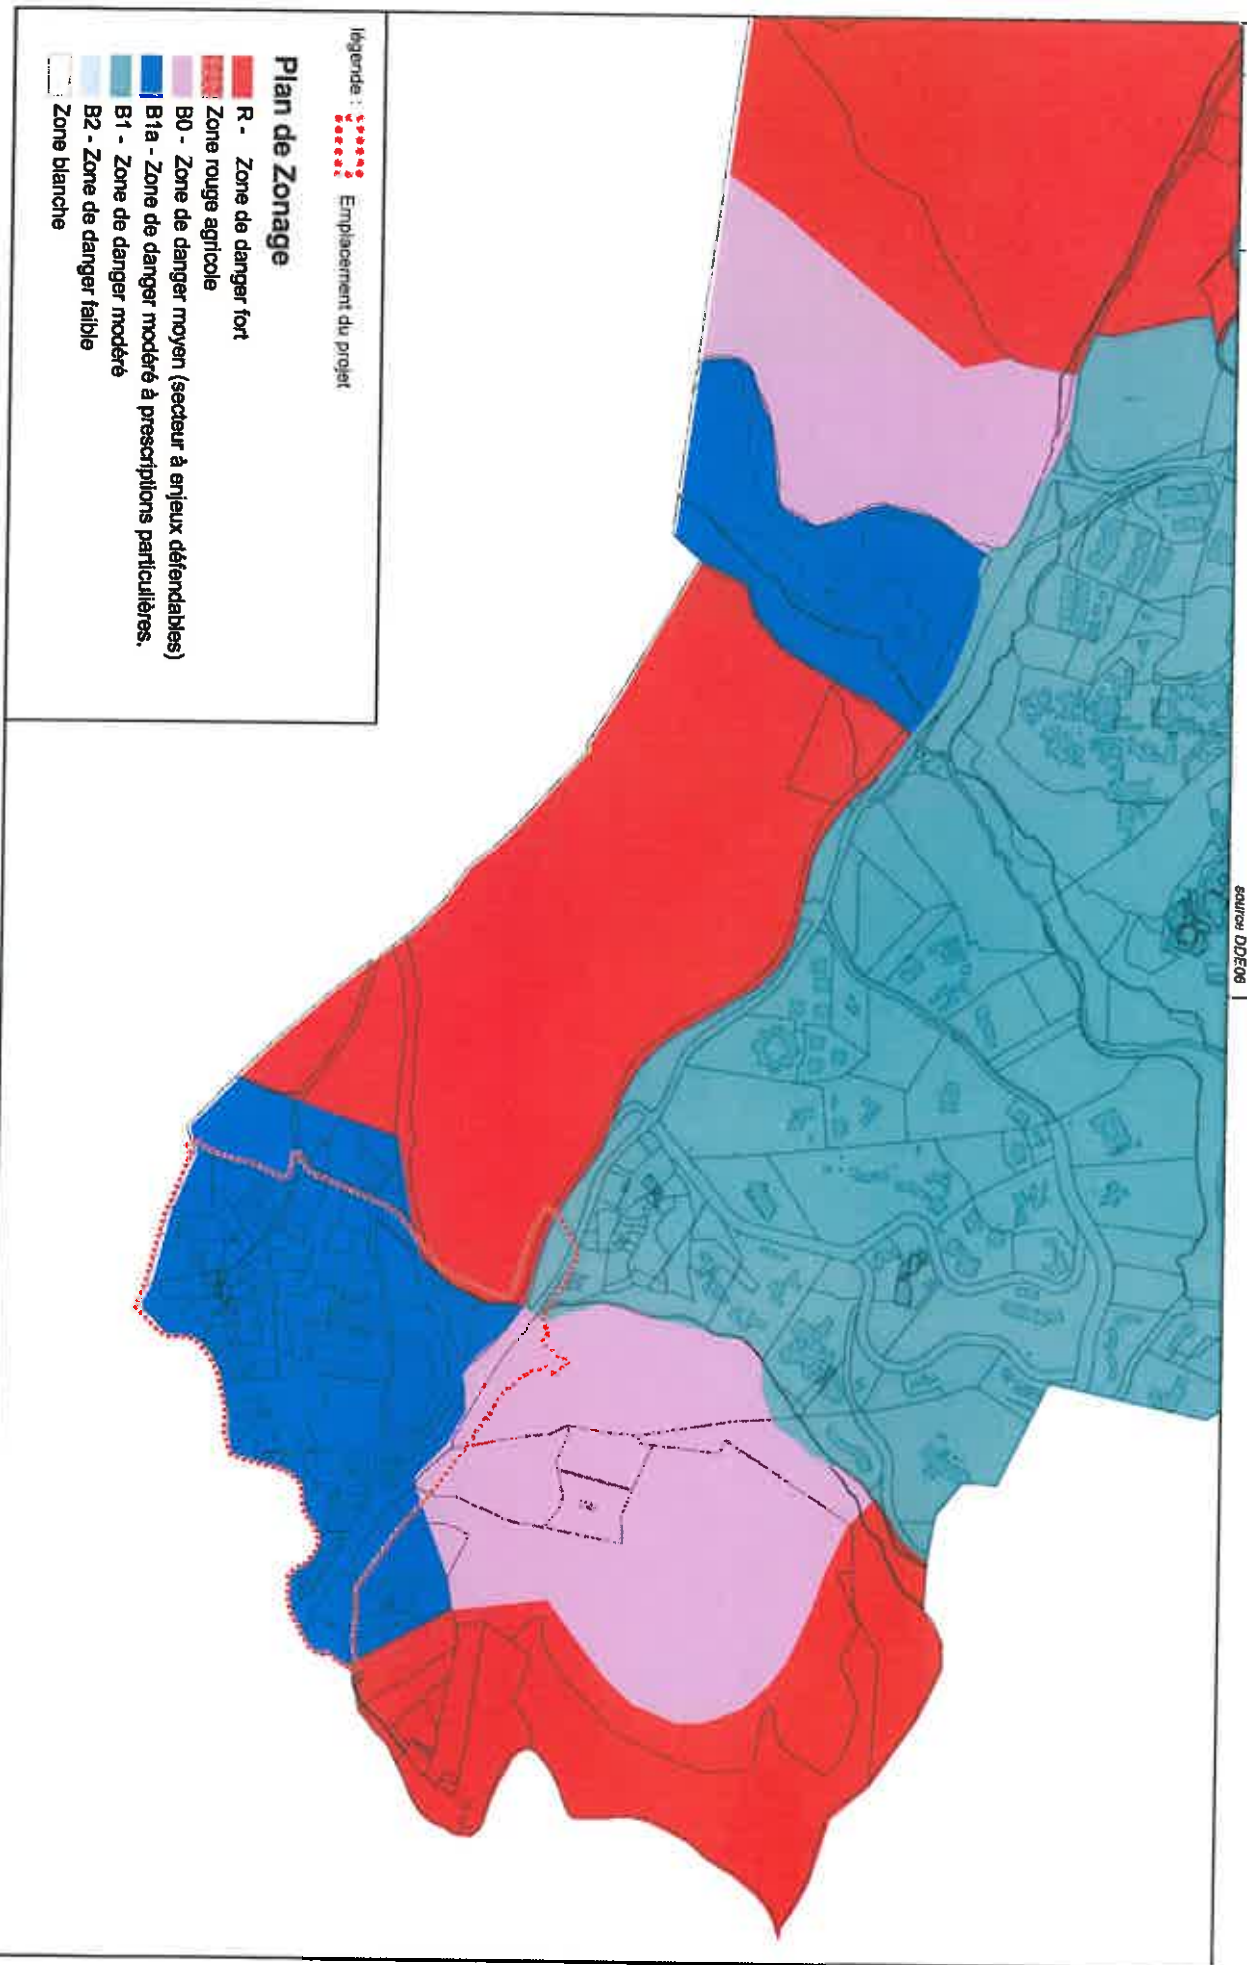 source DDE06
légende : Emplacement du projet
Plan de Zonage
R - Zone de danger fort
Zone rouge agricole
B0 - Zone de danger moyen (secteur à enjeux défendables)
B1a - Zone de danger modéré à prescriptions particulières.
B1 - Zone de danger modéré
B2 - Zone de danger faible
Zone blanche